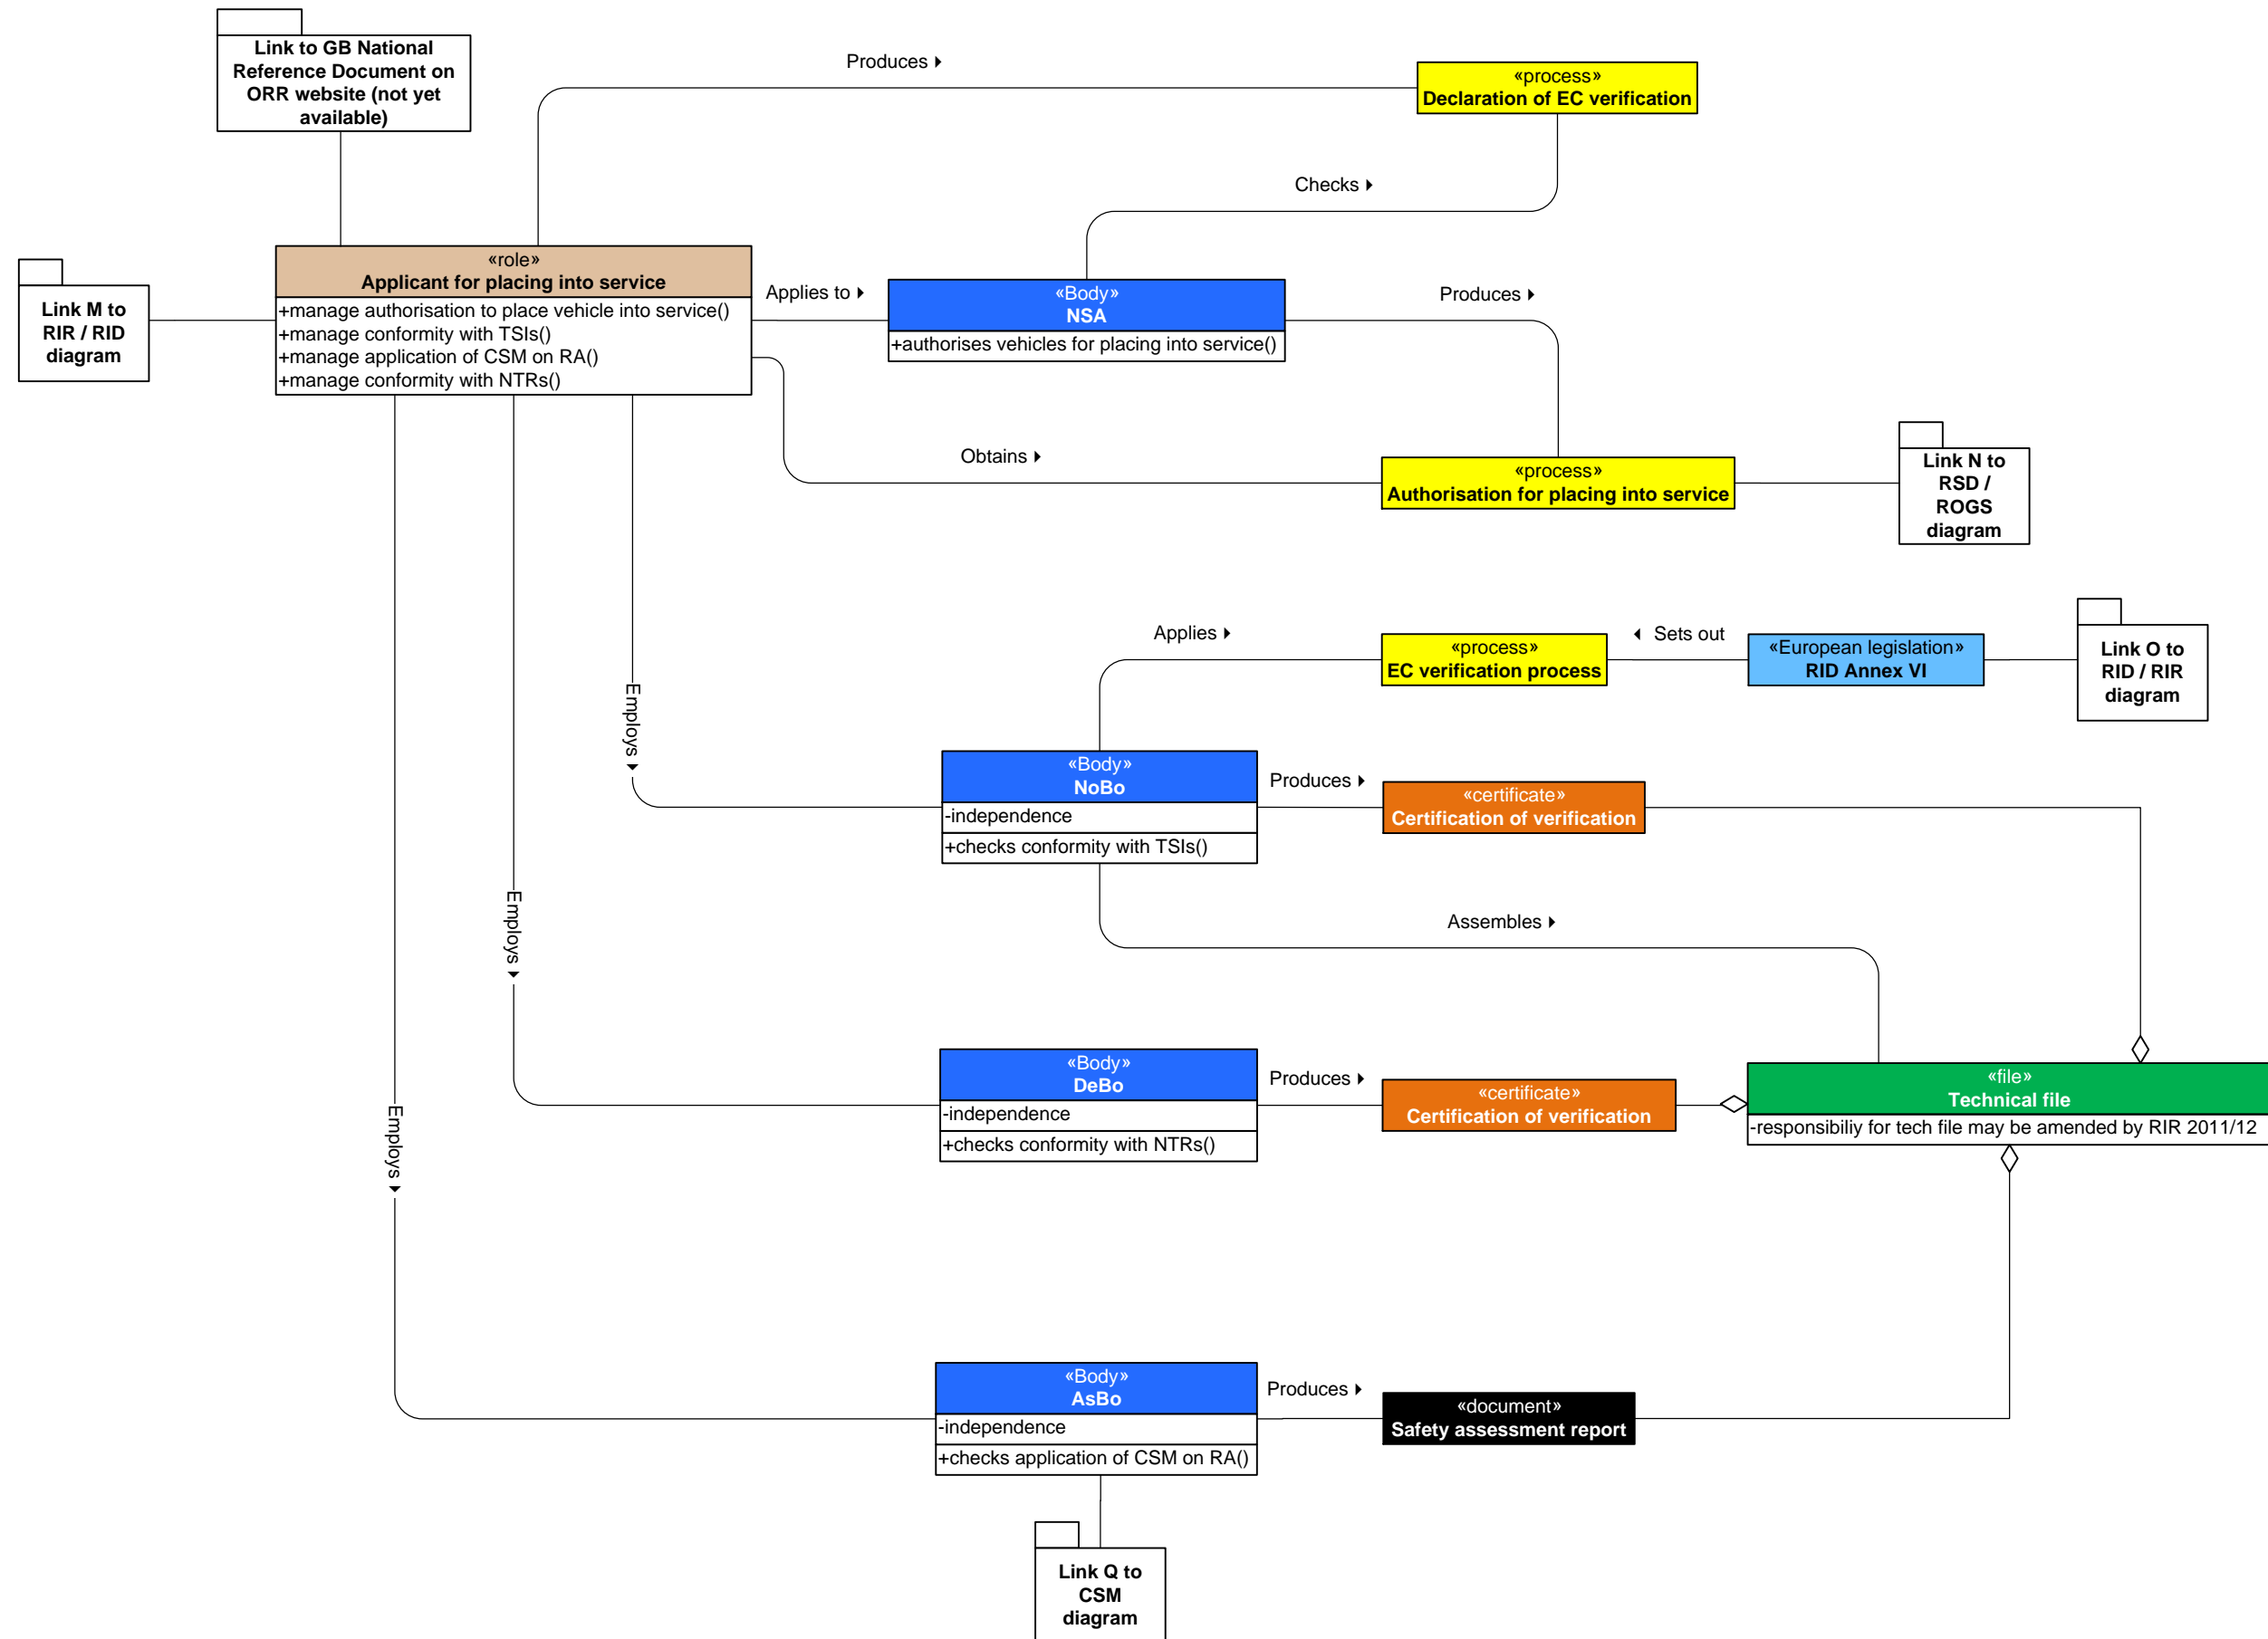 Link to GB National
Reference Document on
ORR website (not yet
available)
Produces
«process»
Declaration of EC verification
Checks
«role»
Applicant for placing into service
+manage authorisation to place vehicle into service()
+manage conformity with TSIs()
+manage application of CSM on RA()
+manage conformity with NTRs()
Link M to
RIR / RID
diagram
Applies to
«Body»
NSA
+authorises vehicles for placing into service()
Produces
Obtains
«process»
Authorisation for placing into service
Link N to
RSD /
ROGS
diagram
Applies
«process»
EC verification process
Sets out
«European legislation»
RID Annex VI
Link O to
RID / RIR
diagram
Employs
«Body»
NoBo
-independence
+checks conformity with TSIs()
Produces
«certificate»
Certification of verification
Assembles
Employs
«Body»
DeBo
-independence
+checks conformity with NTRs()
Produces
«certificate»
Certification of verification
«file»
Technical file
-responsibiliy for tech file may be amended by RIR 2011/12
Employs
«Body»
AsBo
-independence
+checks application of CSM on RA()
Produces
«document»
Safety assessment report
Link Q to
CSM
diagram